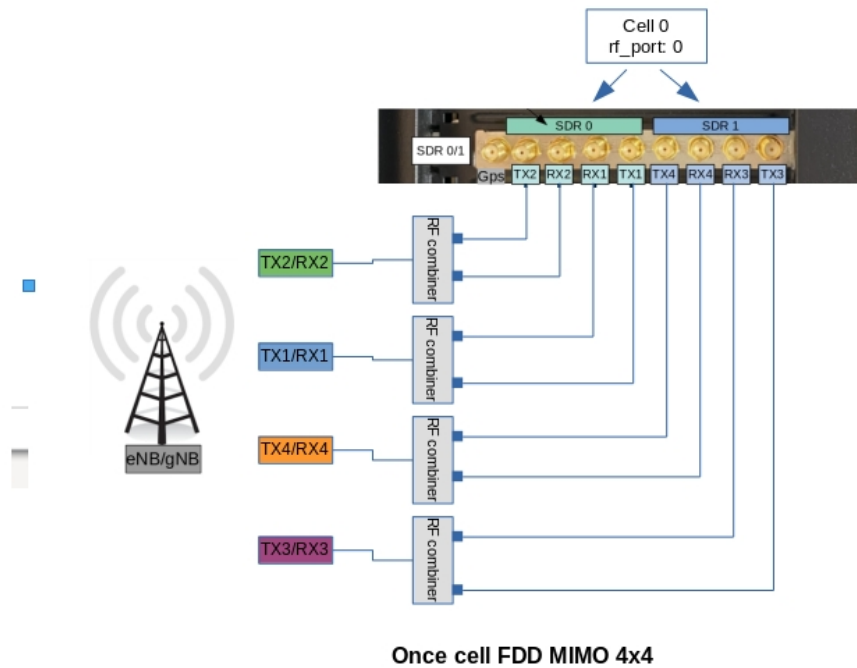 Cell 0
rf_port: 0
SDR 0
SDR 1
SDR 0/1
Gps
TX2
RX2
RX1
TX1
TX4
RX4
RX3
TX3
RF combiner
TX2/RX2
RF combiner
TX1/RX1
RF combiner
TX4/RX4
eNB/gNB
RF combiner
TX3/RX3
Once cell FDD MIMO 4x4